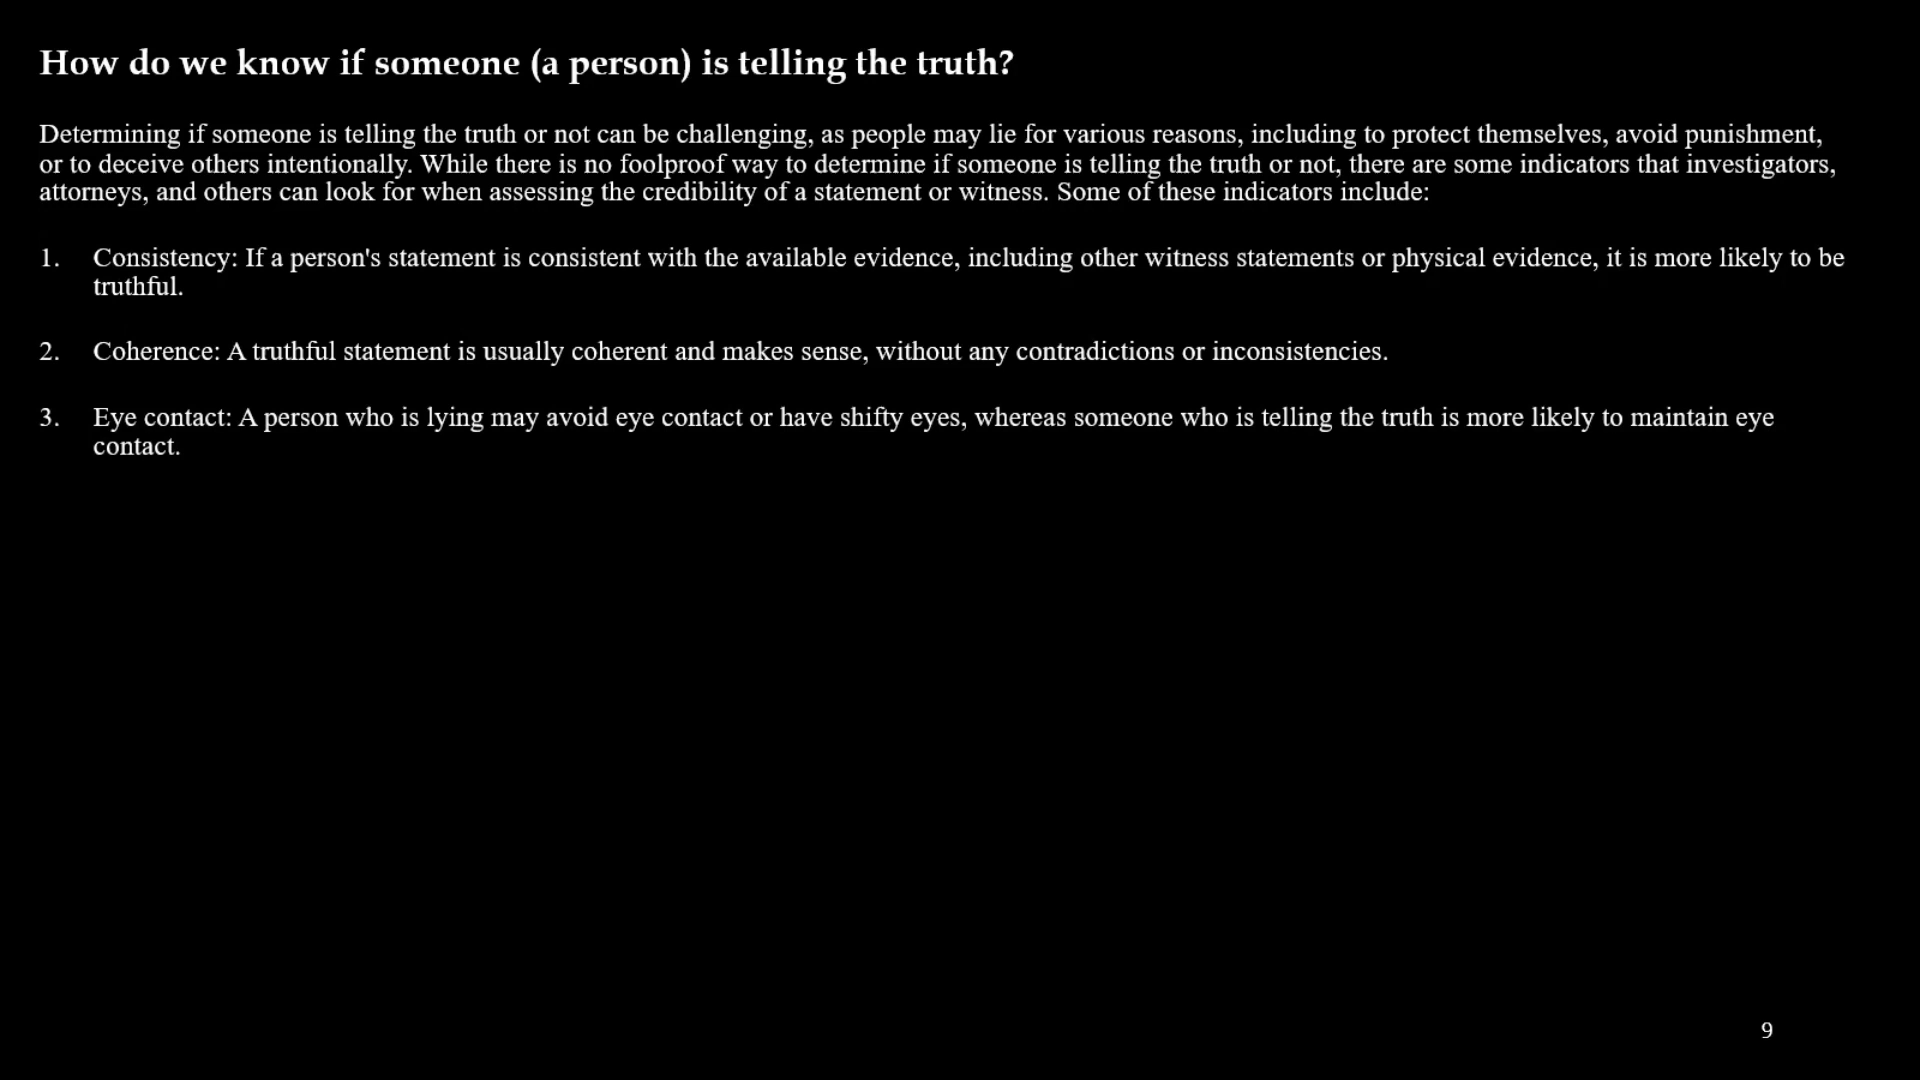 How do we know if someone (a person) is telling the truth?
Determining if someone is telling the truth or not can be challenging, as people may lie for various reasons, including to protect themselves, avoid punishment,
or to deceive others intentionally. While there is no foolproof way to determine if someone is telling the truth or not, there are some indicators that investigators,
attorneys, and others can look for when assessing the credibility of a statement or witness. Some of these indicators include:
1. Consistency: If a person's statement is consistent with the available evidence, including other witness statements or physical evidence, it is more likely to be
truthful.
2. Coherence: A truthful statement is usually coherent and makes sense, without any contradictions or inconsistencies.
3. Eye contact: A person who is lying may avoid eye contact or have shifty eyes, whereas someone who is telling the truth is more likely to maintain eye
contact.
9